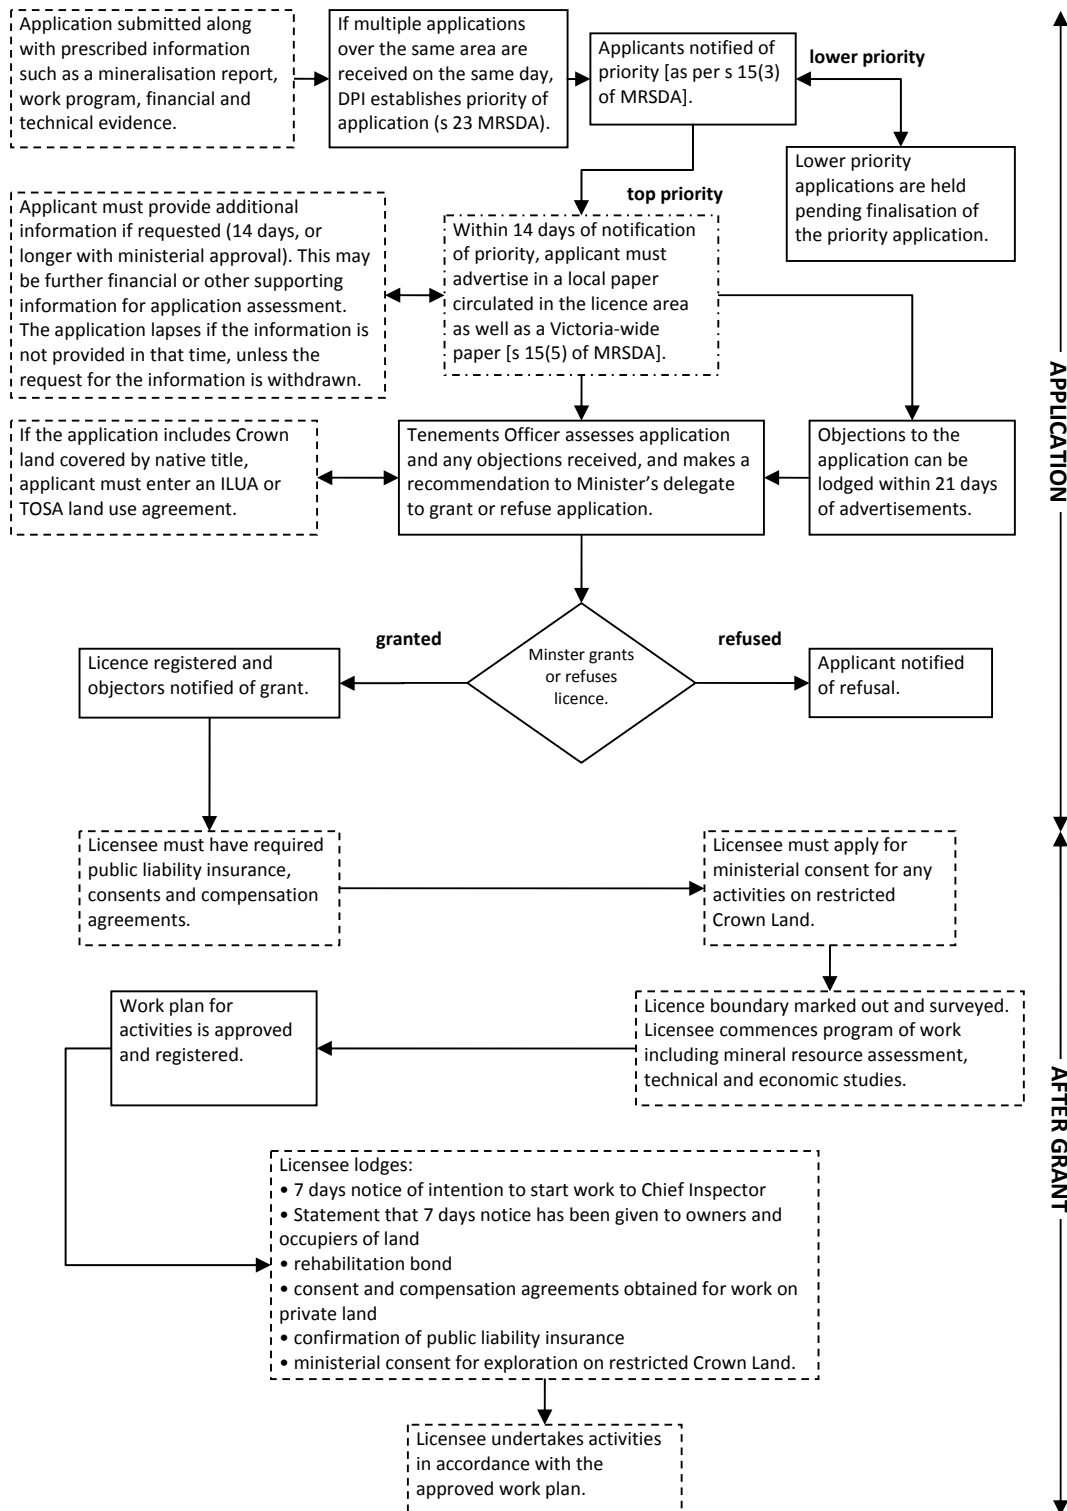 Application submitted along
with prescribed information
such as a mineralisation report,
work program, financial and
technical evidence.
If multiple applications
over the same area are
received on the same day,
DPI establishes priority of
application (s 23 MRSDA).
Applicants notified of
priority [as per s 15(3)
of MRSDA].
lower priority
Lower priority
applications are held
pending finalisation of
the priority application.
top priority
Applicant must provide additional
information if requested (14 days, or
longer with ministerial approval). This may
be further financial or other supporting
information for application assessment.
The application lapses if the information is
not provided in that time, unless the
request for the information is withdrawn.
Within 14 days of notification
of priority, applicant must
advertise in a local paper
circulated in the licence area
as well as a Victoria-wide
paper [s 15(5) of MRSDA].
APPLICATION
If the application includes Crown
land covered by native title,
applicant must enter an ILUA or
TOSA land use agreement.
Tenements Officer assesses application
and any objections received, and makes a
recommendation to Minister’s delegate
to grant or refuse application.
Objections to the
application can be
lodged within 21 days
of advertisements.
granted
refused
Licence registered and
objectors notified of grant.
Minster grants
or refuses
licence.
Applicant notified
of refusal.
Licensee must have required
public liability insurance,
consents and compensation
agreements.
Licensee must apply for
ministerial consent for any
activities on restricted
Crown Land.
Work plan for
activities is approved
and registered.
Licence boundary marked out and surveyed.
Licensee commences program of work
including mineral resource assessment,
technical and economic studies.
AFTER GRANT
Licensee lodges:
• 7 days notice of intention to start work to Chief Inspector
• Statement that 7 days notice has been given to owners and
occupiers of land
• rehabilitation bond
• consent and compensation agreements obtained for work on
private land
• confirmation of public liability insurance
• ministerial consent for exploration on restricted Crown Land.
Licensee undertakes activities
in accordance with the
approved work plan.